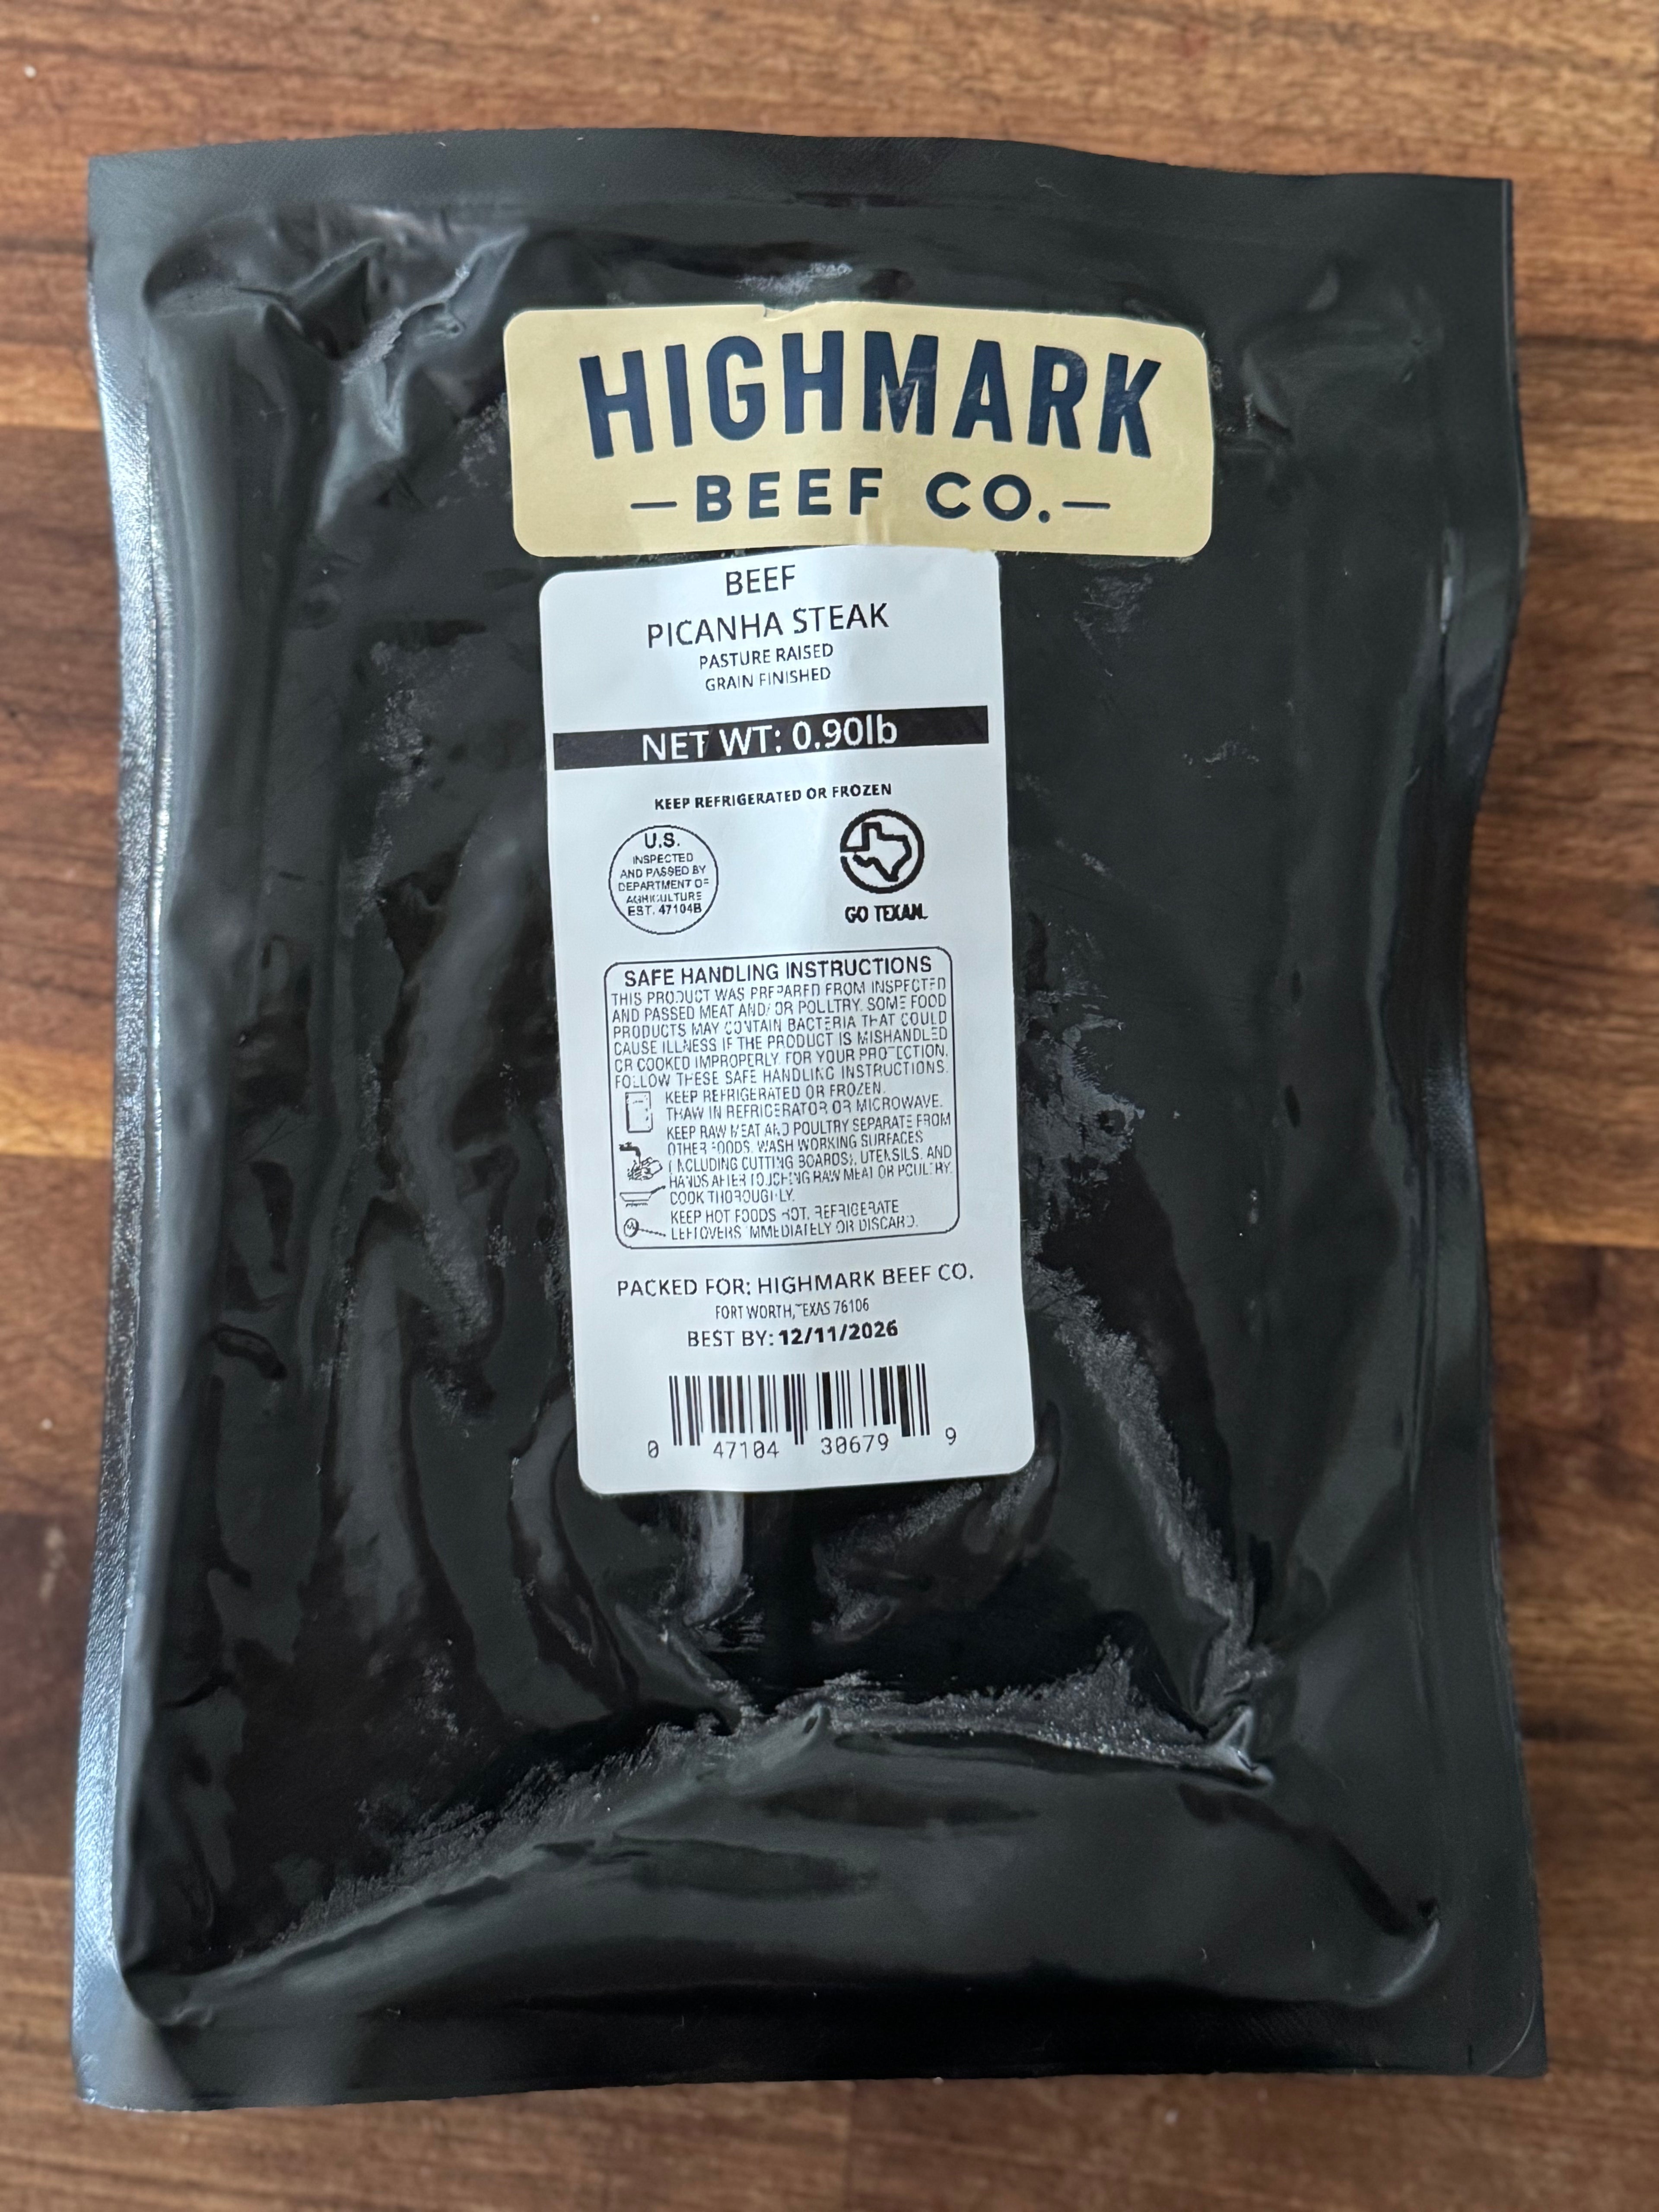 HIGHMARK
—BEEF CO.—
BEEF
PICANHA STEAK
PASTURE RAISED
GRAIN FINISHED
NET WT: 0.90lb
KEEP REFRIGERATED OR FROZEN
U.S.
INSPECTED
AND PASSED BY
DEPARTMENT OF
AGRICULTURE
EST. 47104B
GO TEXAN.
SAFE HANDLING INSTRUCTIONS
THIS PRODUCT WAS PREPARED FROM INSPECTED
AND PASSED MEAT AND/OR POULTRY. SOME FOOD
PRODUCTS MAY CONTAIN BACTERIA THAT COULD
CAUSE ILLNESS IF THE PRODUCT IS MISHANDLED
OR COOKED IMPROPERLY. FOR YOUR PROTECTION,
FOLLOW THESE SAFE HANDLING INSTRUCTIONS.
KEEP REFRIGERATED OR FROZEN.
THAW IN REFRIGERATOR OR MICROWAVE.
KEEP RAW MEAT AND POULTRY SEPARATE FROM
OTHER FOODS. WASH WORKING SURFACES
(INCLUDING CUTTING BOARDS), UTENSILS, AND
HANDS AFTER TOUCHING RAW MEAT OR POULTRY.
COOK THOROUGHLY.
KEEP HOT FOODS HOT. REFRIGERATE
LEFTOVERS IMMEDIATELY OR DISCARD.
PACKED FOR: HIGHMARK BEEF CO.
FORT WORTH, TEXAS 76106
BEST BY: 12/11/2026
0 47104 30679 9